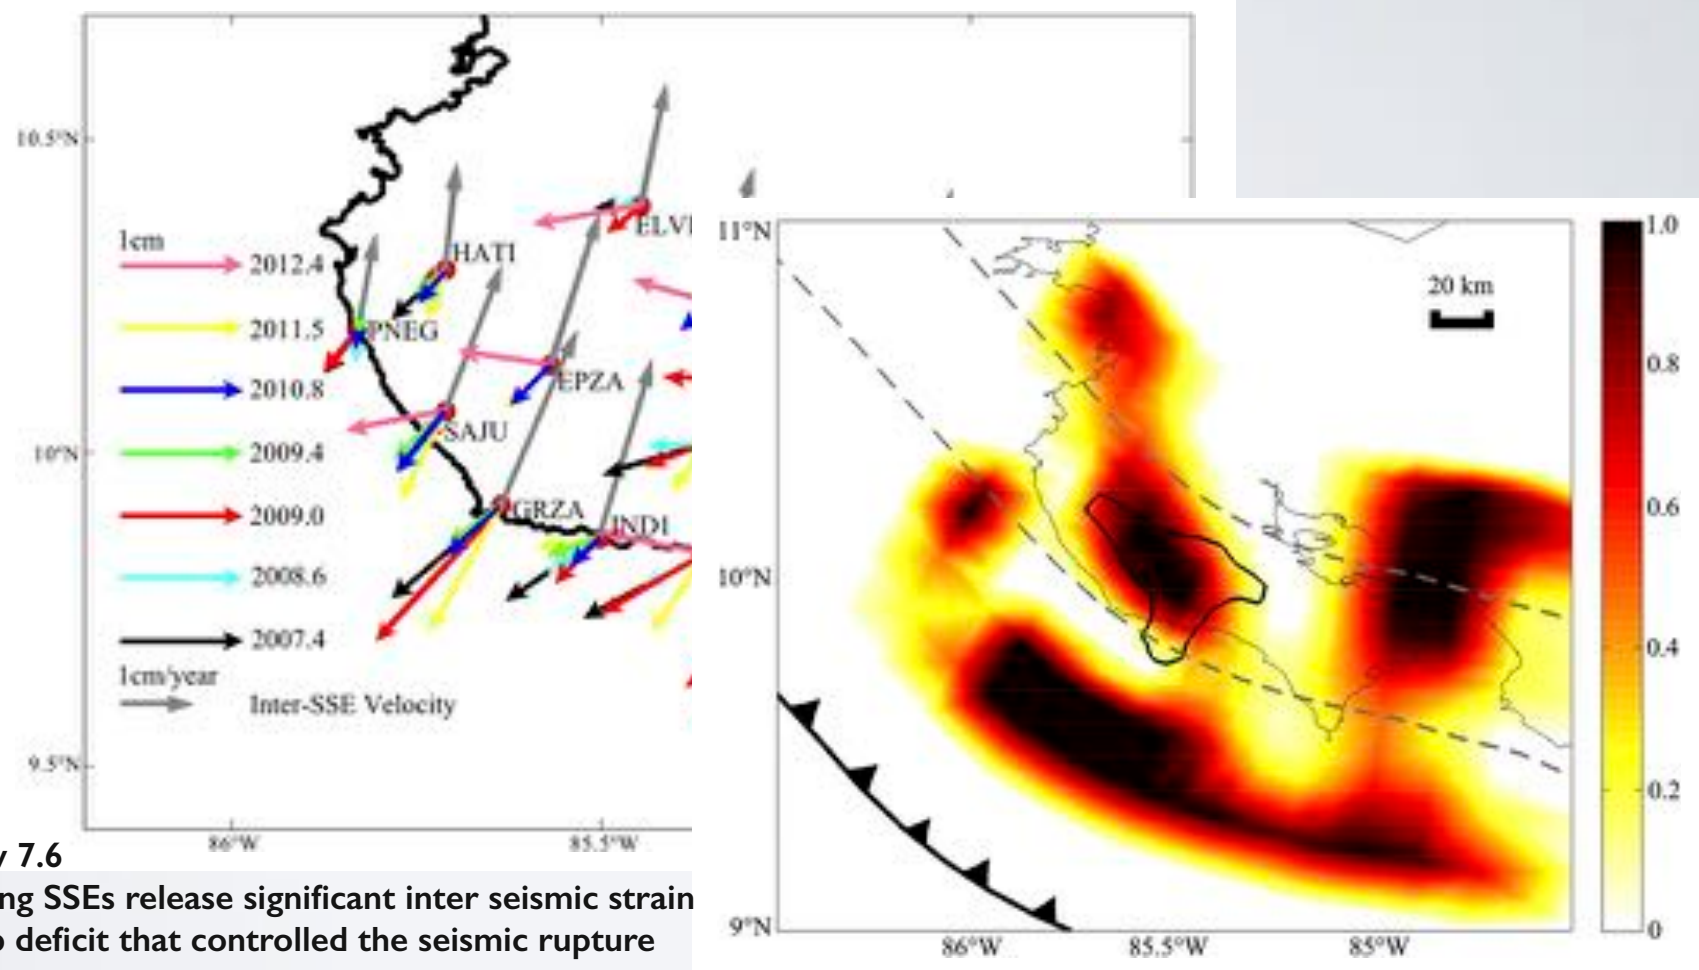 10.5°N
10°N
9.5°N
86°W
85.5°W
1cm
2012.4
2011.5
2010.8
2009.4
2009.0
2008.6
2007.4
1cm/year
Inter-SSE Velocity
HATI
PNEG
SAJU
EPZA
GRZA
INDI
11°N
10°N
9°N
86°W
85.5°W
85°W
20 km
1.0
0.8
0.6
0.4
0.2
0
7.6
SSEs release significant inter seismic strain
deficit that controlled the seismic rupture